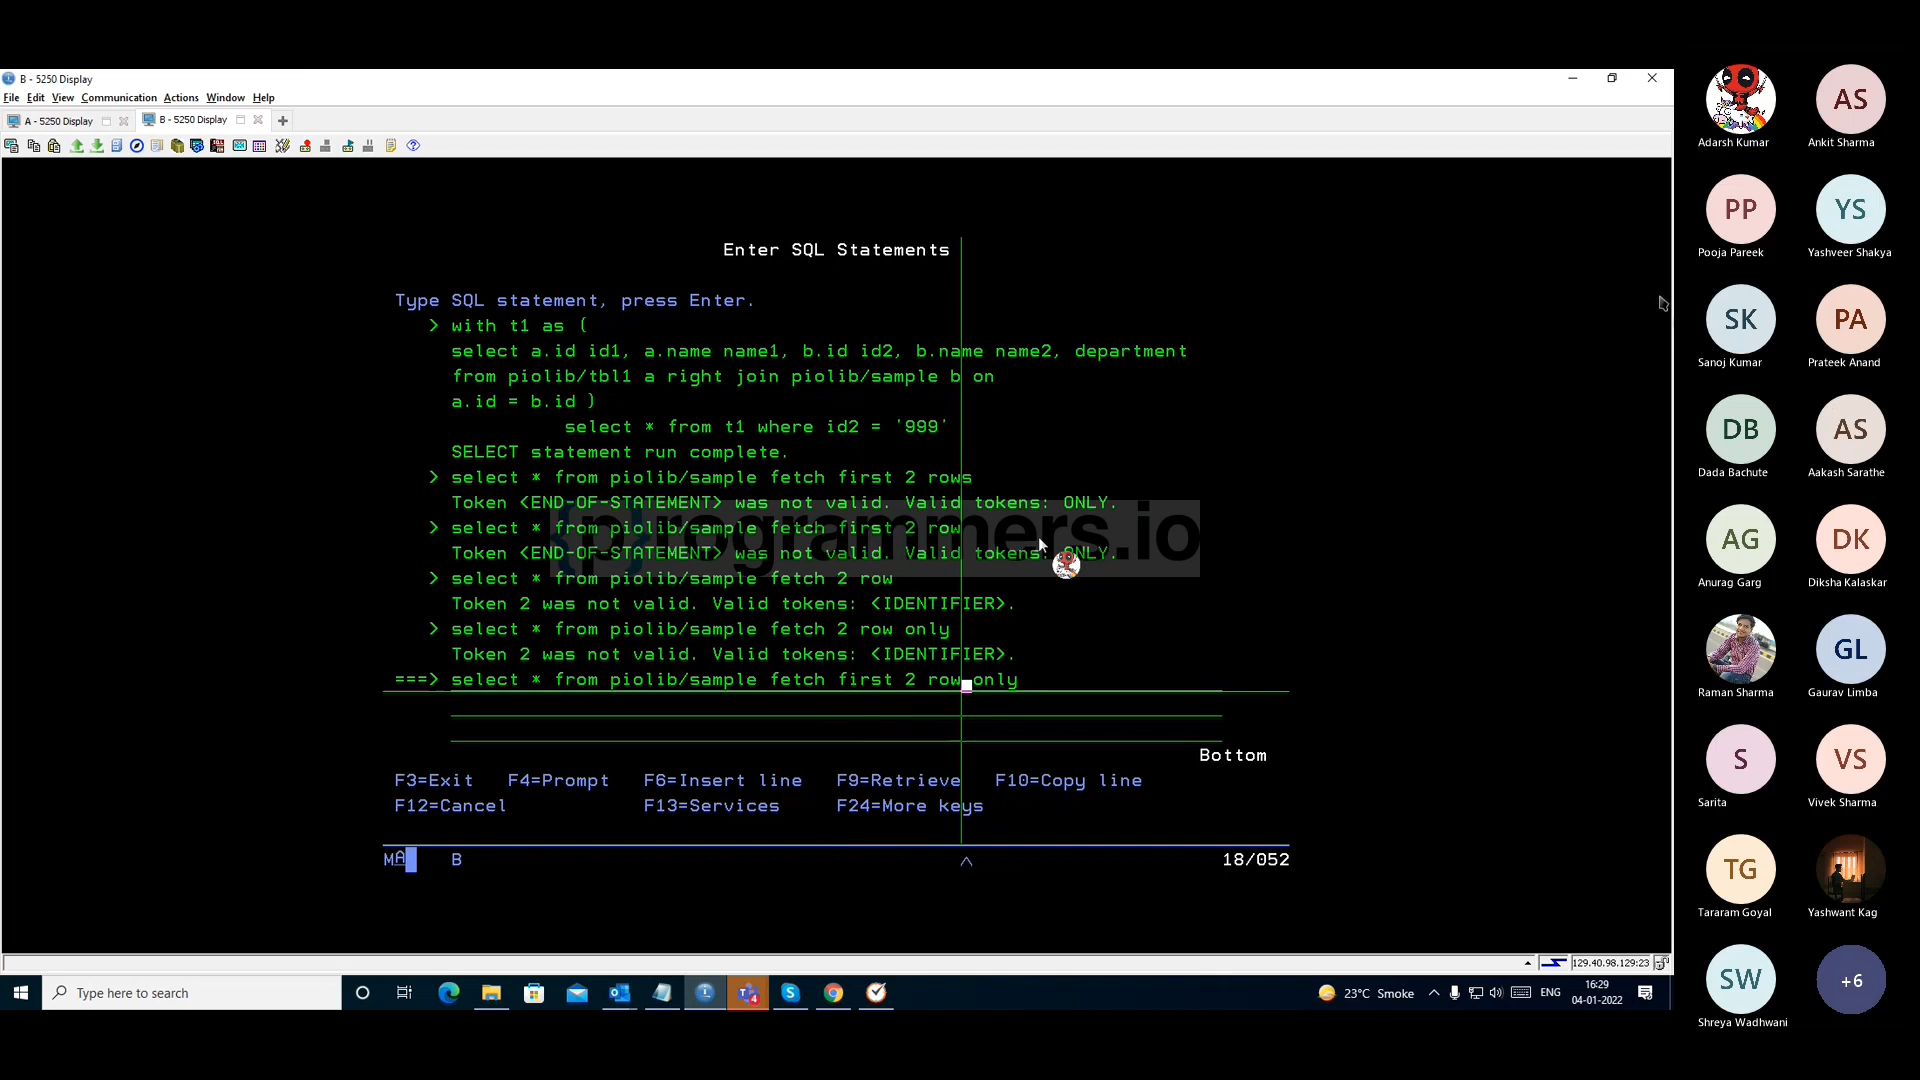 B - 5250 Display
File Edit View Communication Actions Window Help
A - 5250 Display B - 5250 Display
Enter SQL Statements
Type SQL statement, press Enter.
> with t1 as (
select a.id id1, a.name name1, b.id id2, b.name name2, department
from piolib/tbl1 a right join piolib/sample b on
a.id = b.id )
select * from t1 where id2 = '999'
SELECT statement run complete.
> select * from piolib/sample fetch first 2 rows
Token <END-OF-STATEMENT> was not valid. Valid tokens: ONLY.
> select * from piolib/sample fetch first 2 row
Token <END-OF-STATEMENT> was not valid. Valid tokens: ONLY.
> select * from piolib/sample fetch 2 row
Token 2 was not valid. Valid tokens: <IDENTIFIER>.
> select * from piolib/sample fetch 2 row only
Token 2 was not valid. Valid tokens: <IDENTIFIER>.
===> select * from piolib/sample fetch first 2 row only
Bottom
F3=Exit F4=Prompt F6=Insert line F9=Retrieve F10=Copy line
F12=Cancel F13=Services F24=More keys
MA B 18/052
{p}rogrammers.io
129.40.98.129:23
Type here to search
23°C Smoke
ENG
16:29
04-01-2022
4
Adarsh Kumar
AS
Ankit Sharma
PP
Pooja Pareek
YS
Yashveer Shakya
SK
Sanoj Kumar
PA
Prateek Anand
DB
Dada Bachute
AS
Aakash Sarathe
AG
Anurag Garg
DK
Diksha Kalaskar
Raman Sharma
GL
Gaurav Limba
S
Sarita
VS
Vivek Sharma
TG
Tararam Goyal
Yashwant Kag
SW
Shreya Wadhwani
+6